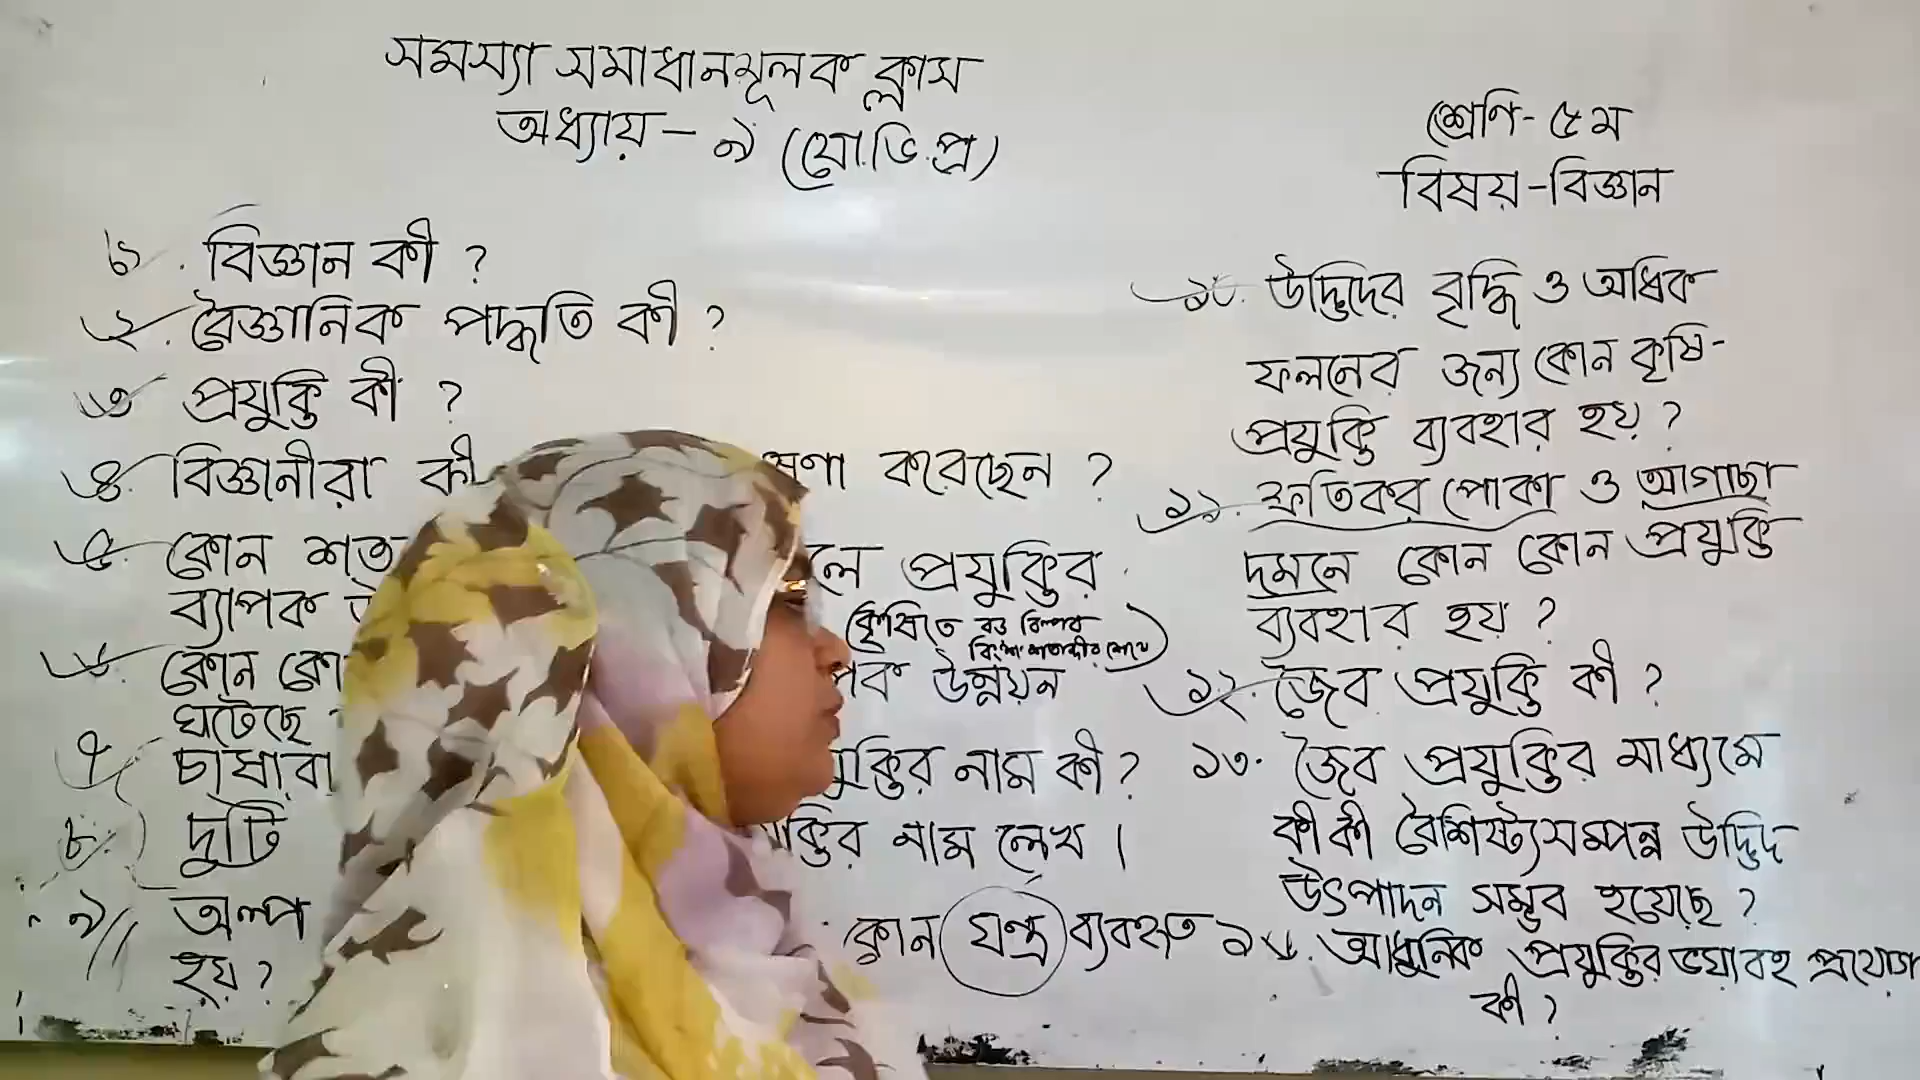 সমস্যা সমাধানমূলক ক্লাস
অধ্যায় - ৯ (যো.ভি.প্র)
শ্রেণি - ৫ম
বিষয় - বিজ্ঞান
১. বিজ্ঞান কী ?
২. বৈজ্ঞানিক পদ্ধতি কী ?
৩ প্রযুক্তি কী ?
৪. বিজ্ঞানীরা কী ষণা করেছেন ?
৫. কোন শত লে প্রযুক্তির
ব্যাপক
(কৃষিতে বড় বিপ্লব
বিংশ শতাব্দীর শেষে)
৬. কোন কো পক উন্নয়ন
ঘটেছে
৭. চাষীরা যুক্তির নাম কী ?
৮. দুটি ক্তির নাম লেখ ।
৯ অল্প কোন যন্ত্র ব্যবহৃত
হয় ?
১০. উদ্ভিদের বৃদ্ধি ও অধিক
ফলনের জন্য কোন কৃষি-
প্রযুক্তি ব্যবহার হয় ?
১১. ক্ষতিকর পোকা ও আগাছা
দমনে কোন কোন প্রযুক্তি
ব্যবহার হয় ?
১২. জৈব প্রযুক্তি কী ?
১৩. জৈব প্রযুক্তির মাধ্যমে
কী কী বৈশিষ্ট্যসম্পন্ন উদ্ভিদ
উৎপাদন সম্ভব হয়েছে ?
১৪. আধুনিক প্রযুক্তির ভয়াবহ প্রয়োগ
কী ?